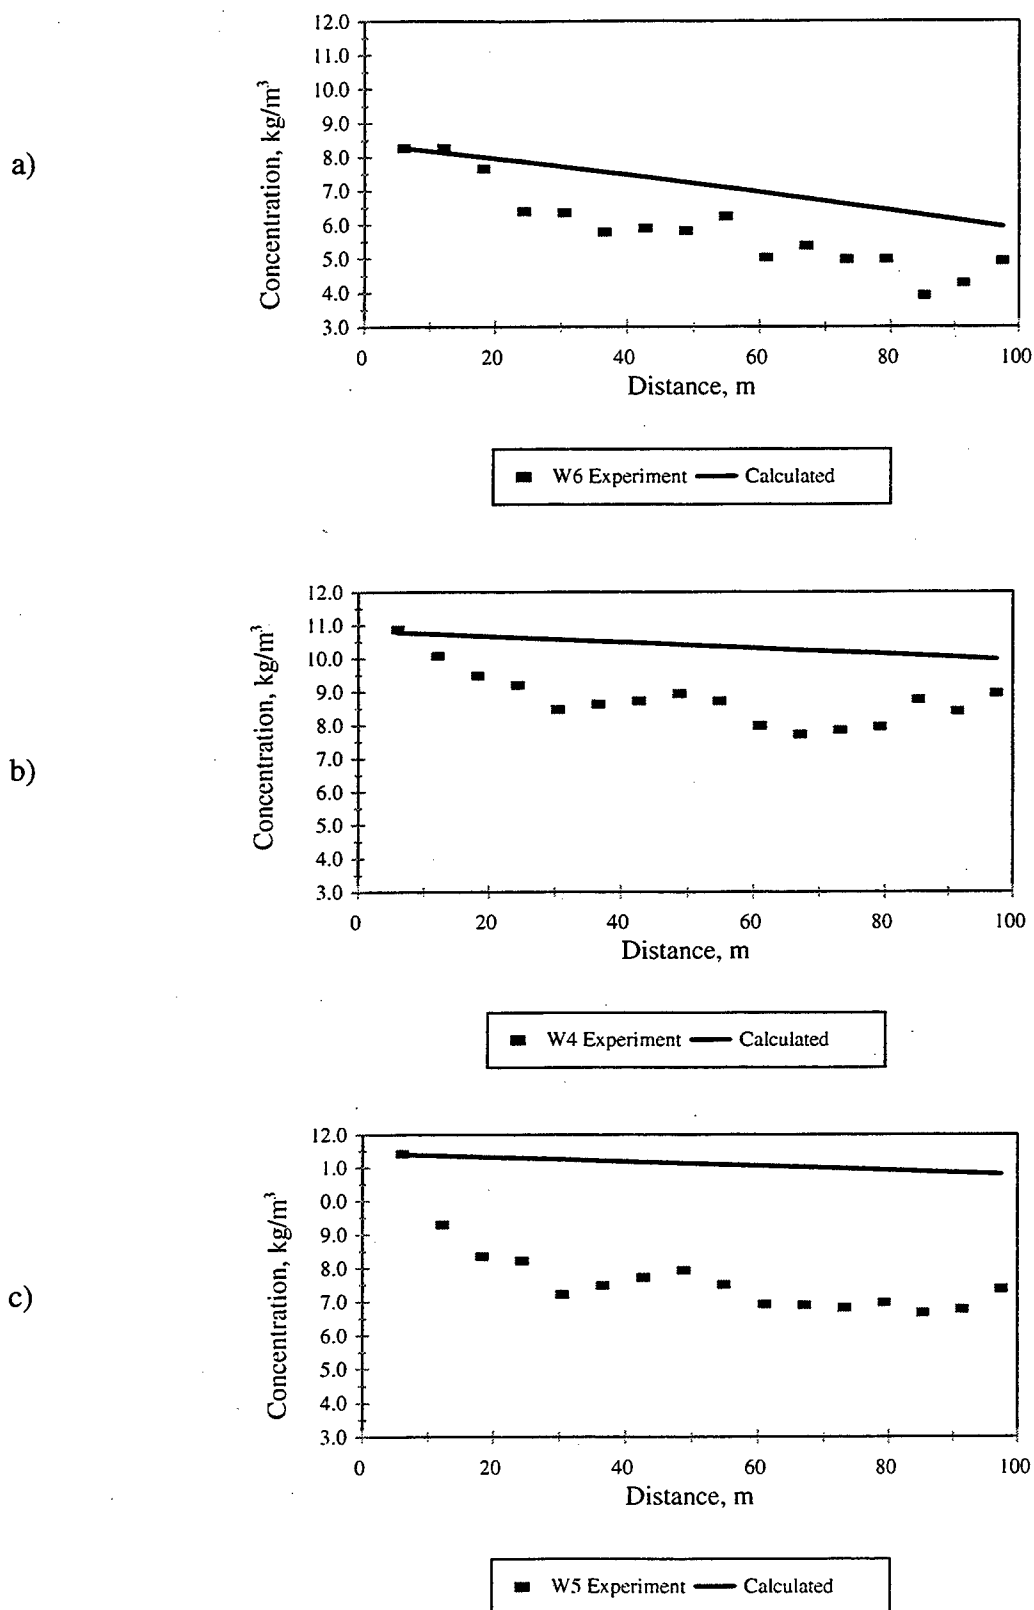 a)
Concentration, kg/m³
12.0
11.0
10.0
9.0
8.0
7.0
6.0
5.0
4.0
3.0
0 20 40 60 80 100
Distance, m
W6 Experiment Calculated
b)
Concentration, kg/m³
12.0
11.0
10.0
9.0
8.0
7.0
6.0
5.0
4.0
3.0
0 20 40 60 80 100
Distance, m
W4 Experiment Calculated
c)
Concentration, kg/m³
12.0
1.0
0.0
9.0
8.0
7.0
6.0
5.0
4.0
3.0
0 20 40 60 80 100
Distance, m
W5 Experiment Calculated